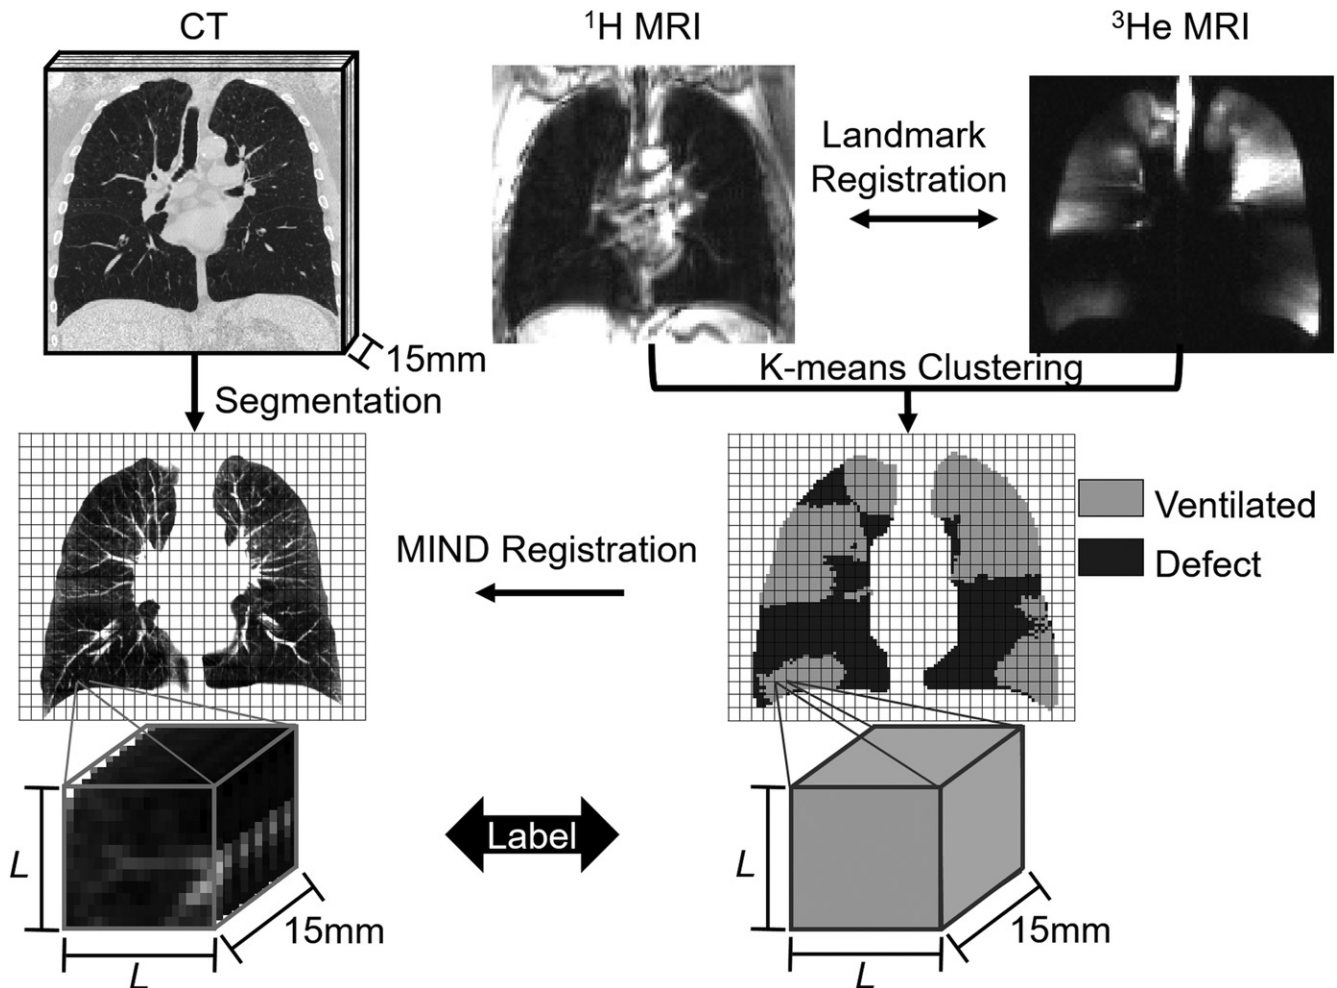 CT
¹H MRI
³He MRI
Landmark
Registration
15mm
K-means Clustering
Segmentation
Ventilated
MIND Registration
Defect
Label
L
L
15mm
15mm
L
L